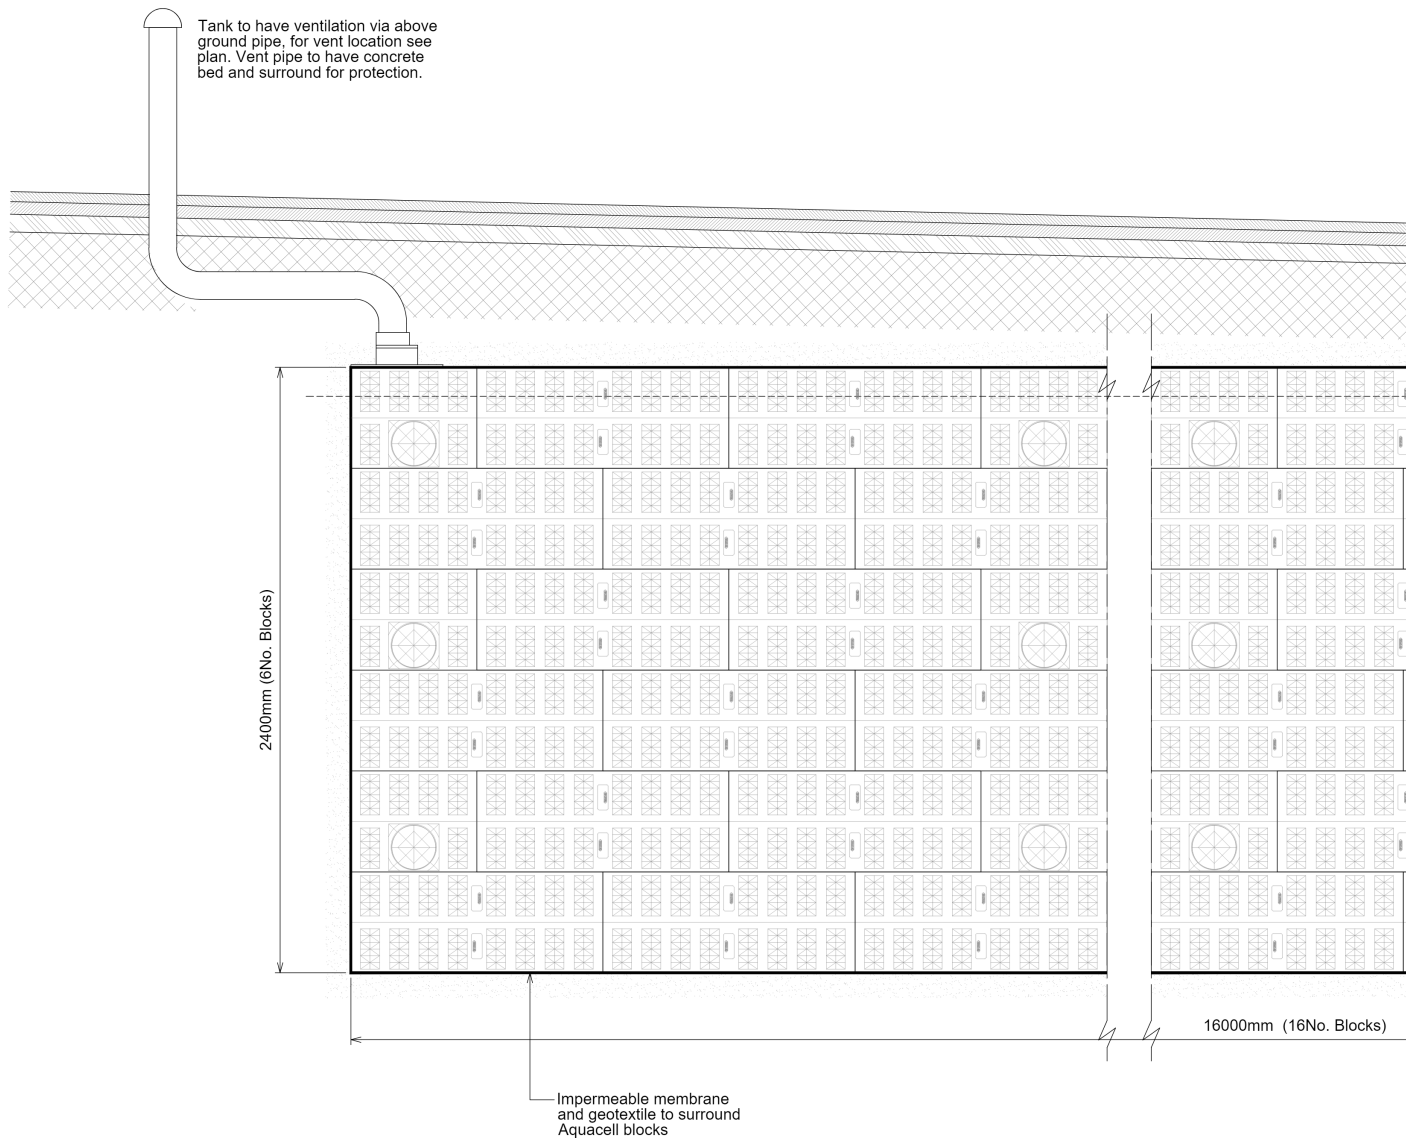 Tank to have ventilation via above
ground pipe, for vent location see
plan. Vent pipe to have concrete
bed and surround for protection.
2400mm (6No. Blocks)
16000mm (16No. Blocks)
Impermeable membrane
and geotextile to surround
Aquacell blocks